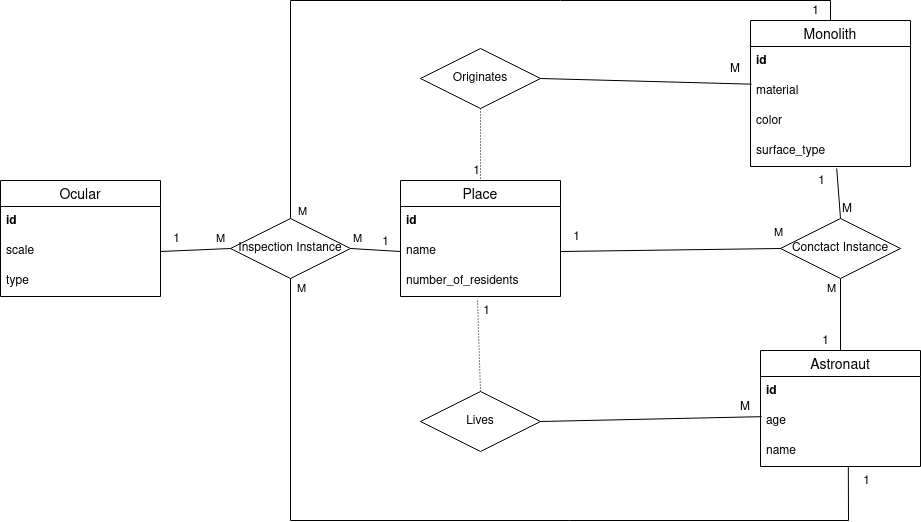 1
Monolith
id
material
color
surface_type
Originates
M
1
1
M
Ocular
id
scale
type
1
M
M
Inspection Instance
M
M
1
Place
id
name
number_of_residents
1
M
M
Conctact Instance
M
1
1
Lives
M
Astronaut
id
age
name
1